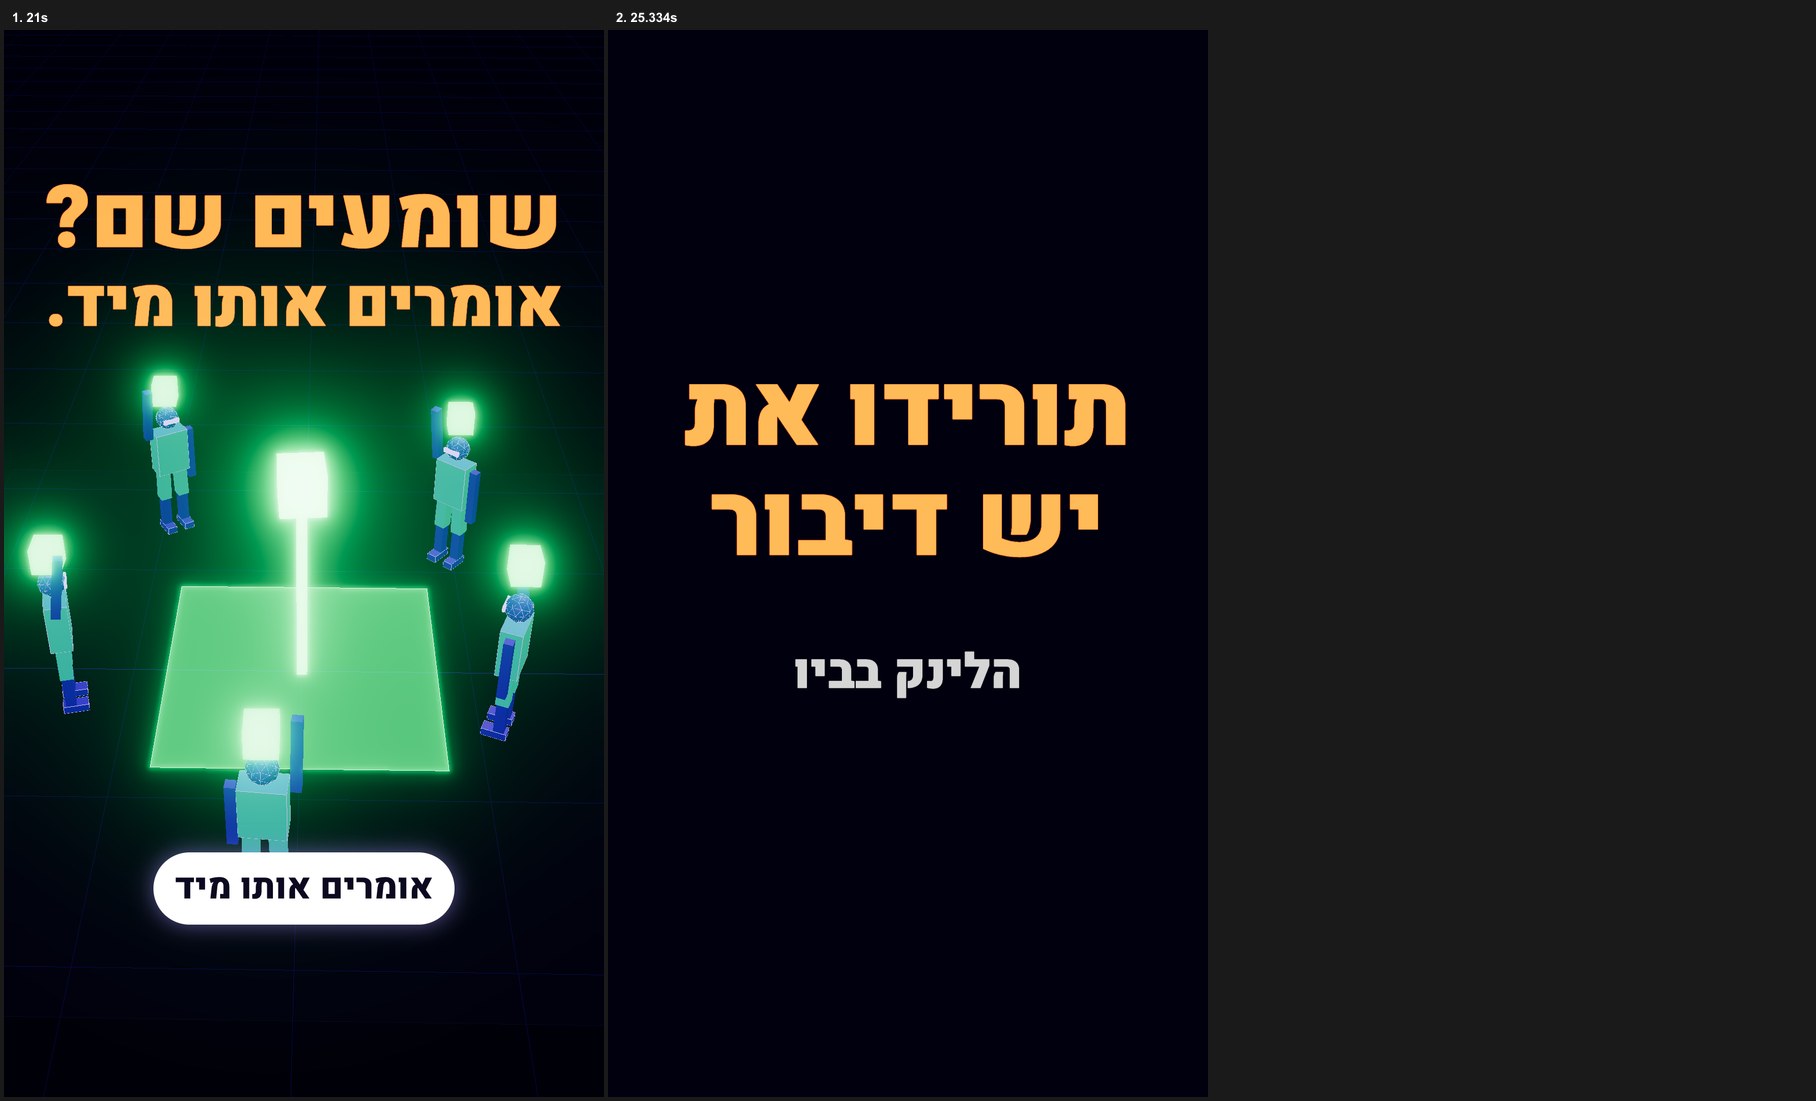 1. 21s
שומעים שם?
אומרים אותו מיד.
אומרים אותו מיד
2. 25.334s
תורידו את
יש דיבור
הלינק בביו